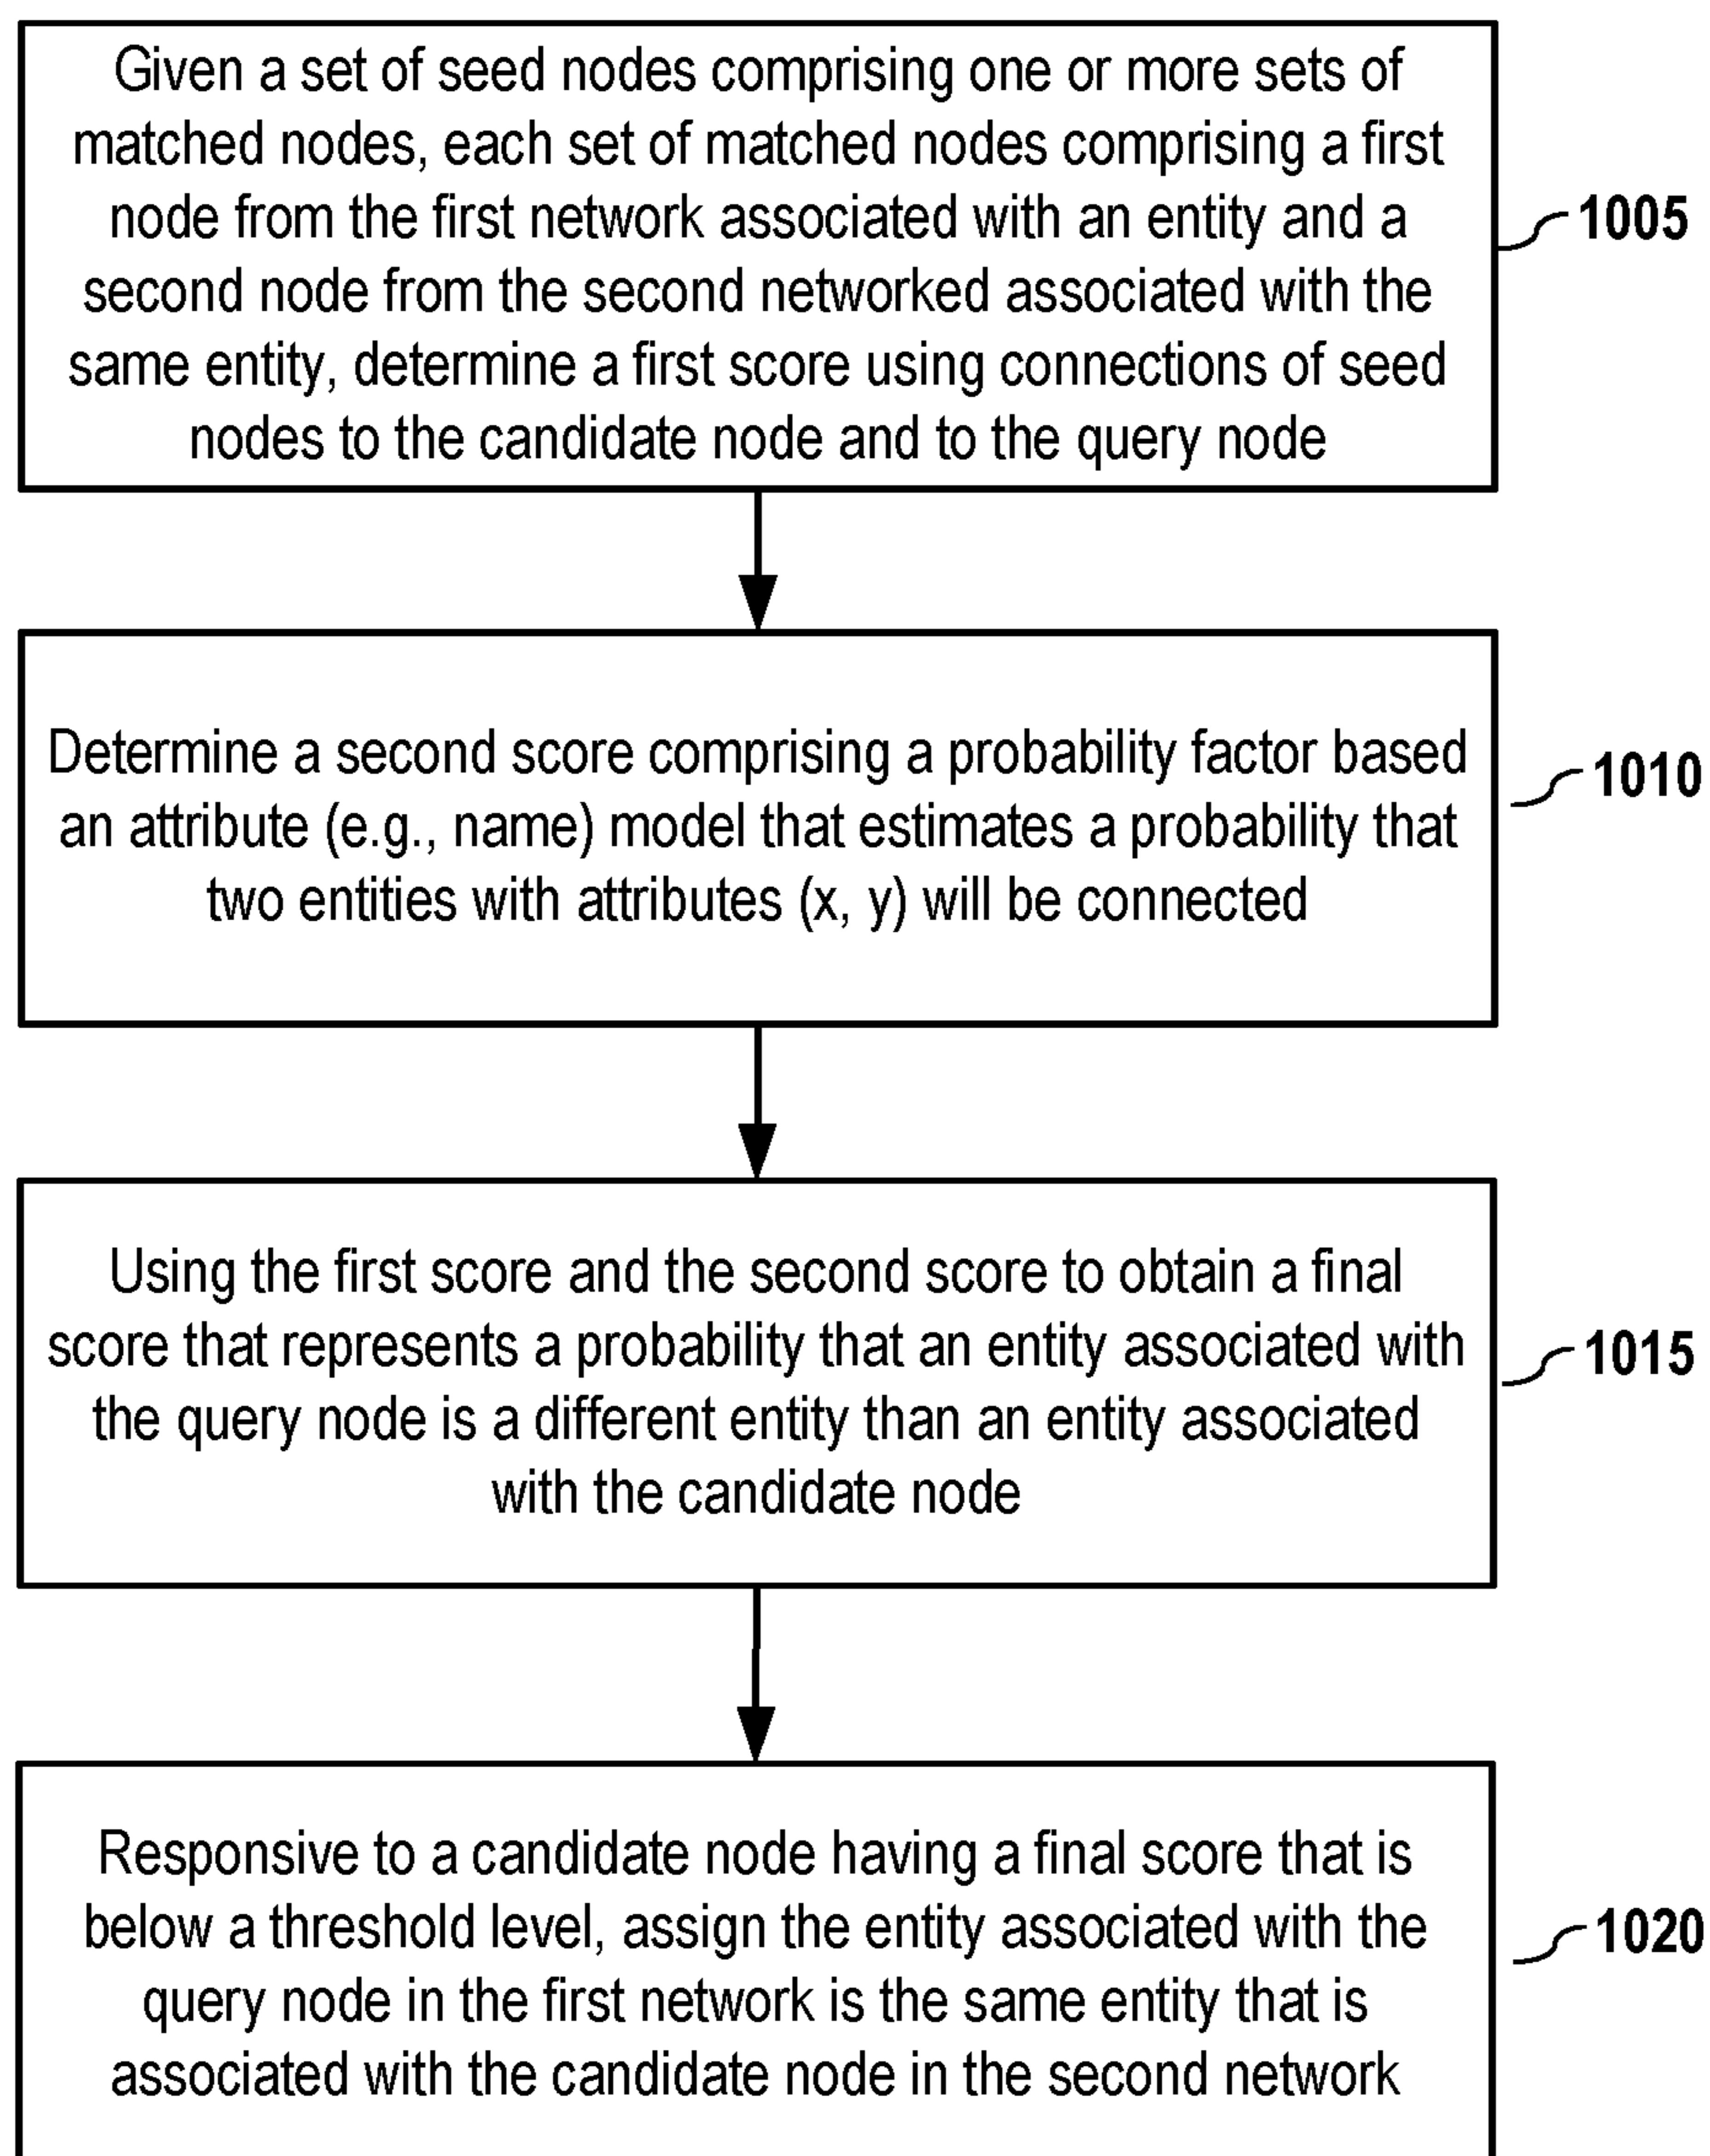 Given a set of seed nodes comprising one or more sets of
matched nodes, each set of matched nodes comprising a first
node from the first network associated with an entity and a
second node from the second networked associated with the
same entity, determine a first score using connections of seed
nodes to the candidate node and to the query node
1005
Determine a second score comprising a probability factor based
an attribute (e.g., name) model that estimates a probability that
two entities with attributes (x, y) will be connected
1010
Using the first score and the second score to obtain a final
score that represents a probability that an entity associated with
the query node is a different entity than an entity associated
with the candidate node
1015
Responsive to a candidate node having a final score that is
below a threshold level, assign the entity associated with the
query node in the first network is the same entity that is
associated with the candidate node in the second network
1020